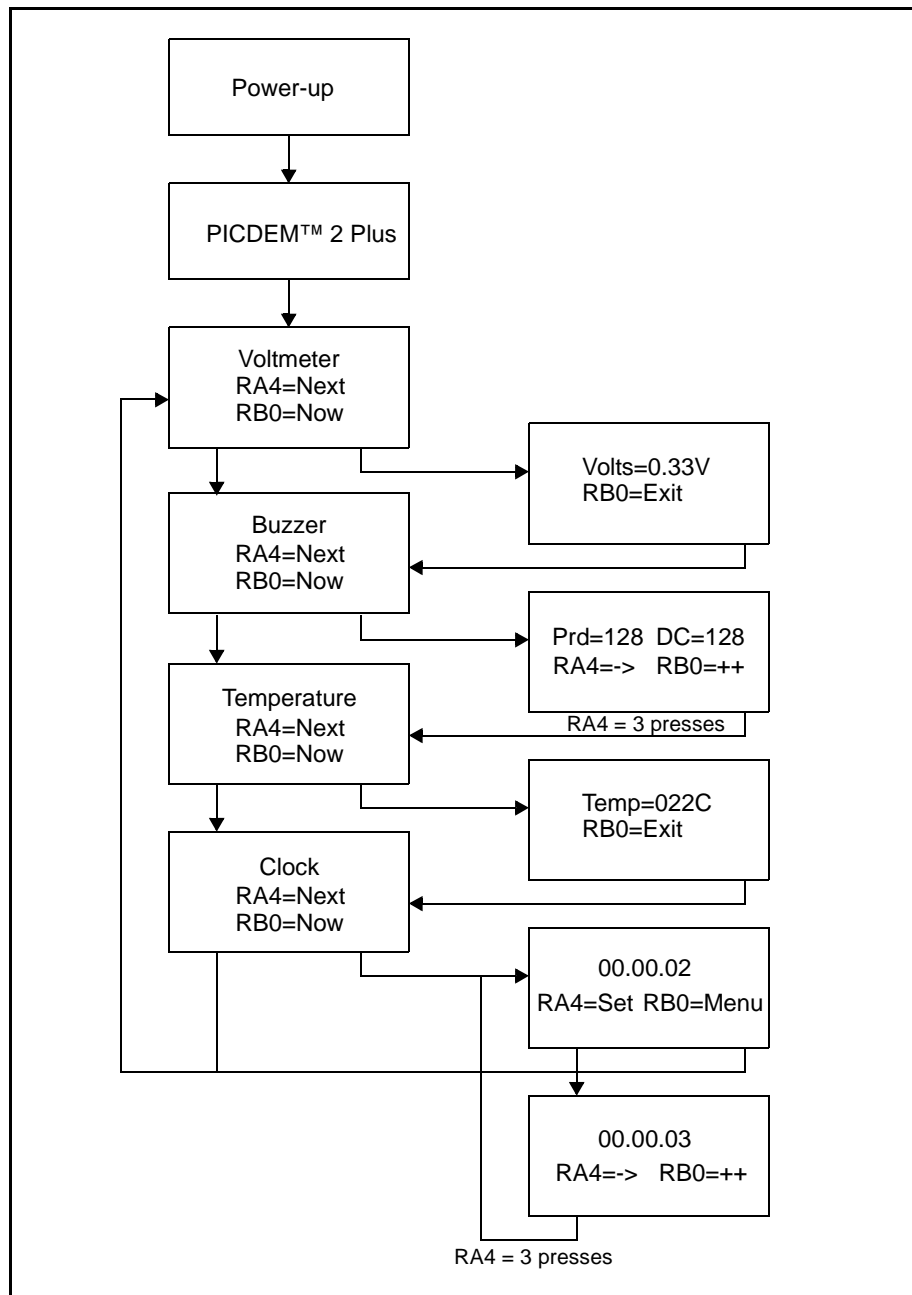 Power-up
PICDEM™ 2 Plus
Voltmeter
RA4=Next
RB0=Now
Volts=0.33V
RB0=Exit
Buzzer
RA4=Next
RB0=Now
Prd=128 DC=128
RA4=-> RB0=++
RA4 = 3 presses
Temperature
RA4=Next
RB0=Now
Temp=022C
RB0=Exit
Clock
RA4=Next
RB0=Now
00.00.02
RA4=Set RB0=Menu
00.00.03
RA4=-> RB0=++
RA4 = 3 presses